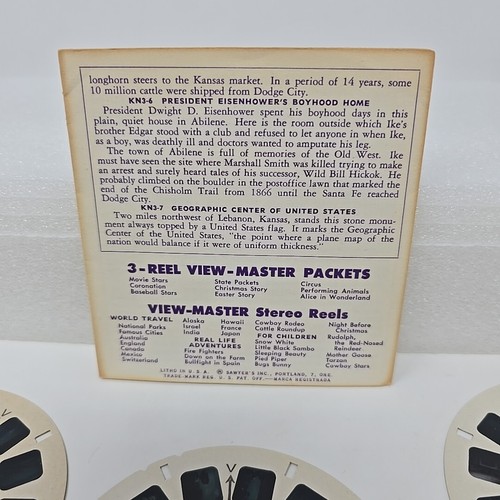 longhorn steers to the Kansas market. In a period of 14 years, some
10 million cattle were shipped from Dodge City.
KN3-6 PRESIDENT EISENHOWER'S BOYHOOD HOME
President Dwight D. Eisenhower spent his boyhood days in this
plain, quiet house in Abilene. Here is the room outside which Ike's
brother Edgar stood with a club and refused to let anyone in when Ike,
as a boy, was deathly ill and doctors wanted to amputate his leg.
The town of Abilene is full of memories of the Old West. Ike
must have seen the site where Marshall Smith was killed trying to make
an arrest and surely heard tales of his successor, Wild Bill Hickok. He
probably climbed on the boulder in the postoffice lawn that marked the
end of the Chisholm Trail from 1866 until the Santa Fe reached
Dodge City.
KN3-7 GEOGRAPHIC CENTER OF UNITED STATES
Two miles northwest of Lebanon, Kansas, stands this stone monu-
ment always topped by a United States flag. It marks the Geographic
Center of the United States, "the point where a plane map of the
nation would balance if it were of uniform thickness."
3-REEL VIEW-MASTER PACKETS
Movie Stars
Coronation
Baseball Stars
State Packets
Christmas Story
Easter Story
Circus
Performing Animals
Alice in Wonderland
VIEW-MASTER Stereo Reels
WORLD TRAVEL
National Parks
Famous Cities
Australia
England
Canada
Mexico
Switzerland
Alaska Hawaii
Israel France
India Japan
REAL LIFE
ADVENTURES
Fire Fighters
Down on the Farm
Bullfight in Spain
Cowboy Rodeo
Cattle Roundup
FOR CHILDREN
Snow White
Little Black Sambo
Sleeping Beauty
Pied Piper
Bugs Bunny
Night Before
Christmas
Rudolph,
the Red-Nosed
Reindeer
Mother Goose
Tarzan
Cowboy Stars
LITHO IN U.S.A. © SAWYER'S INC., PORTLAND, 7, ORE.
TRADE MARK REG. U.S. PAT. OFF.—MARCA REGISTRADA
V
V